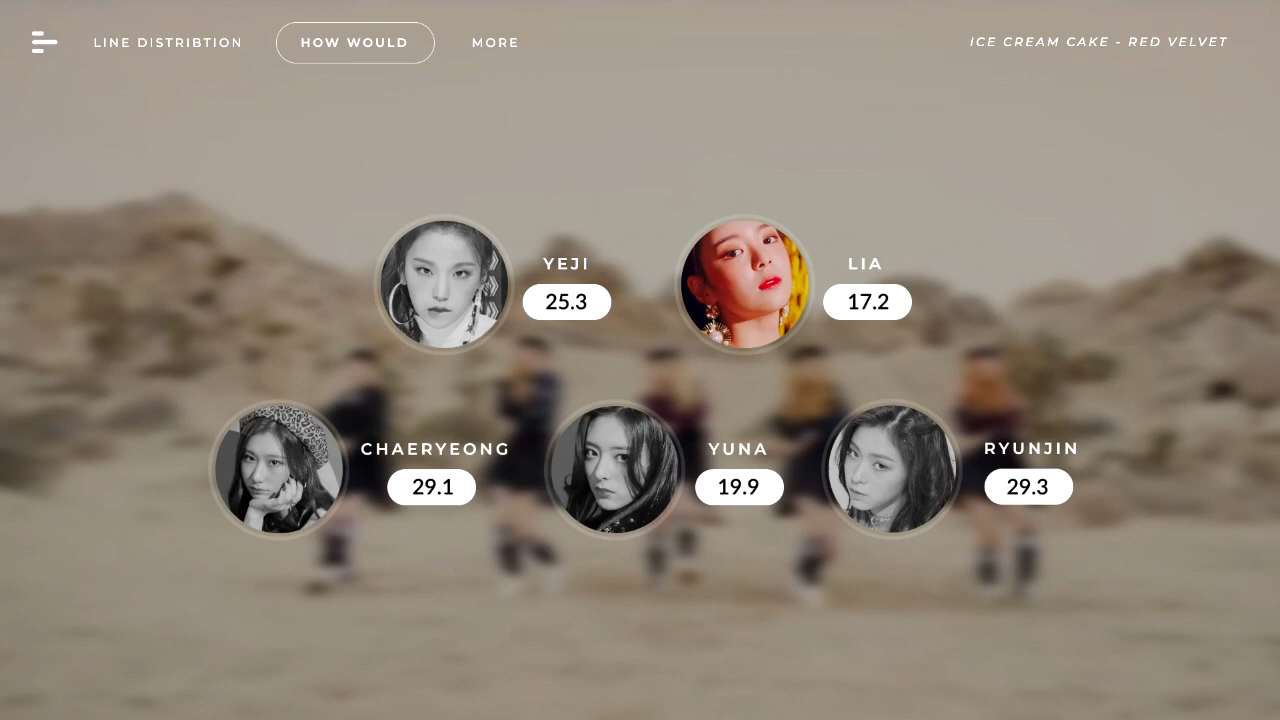 LINE DISTRIBTION
HOW WOULD
MORE
ICE CREAM CAKE - RED VELVET
YEJI
25.3
LIA
17.2
CHAERYEONG
29.1
YUNA
19.9
RYUNJIN
29.3